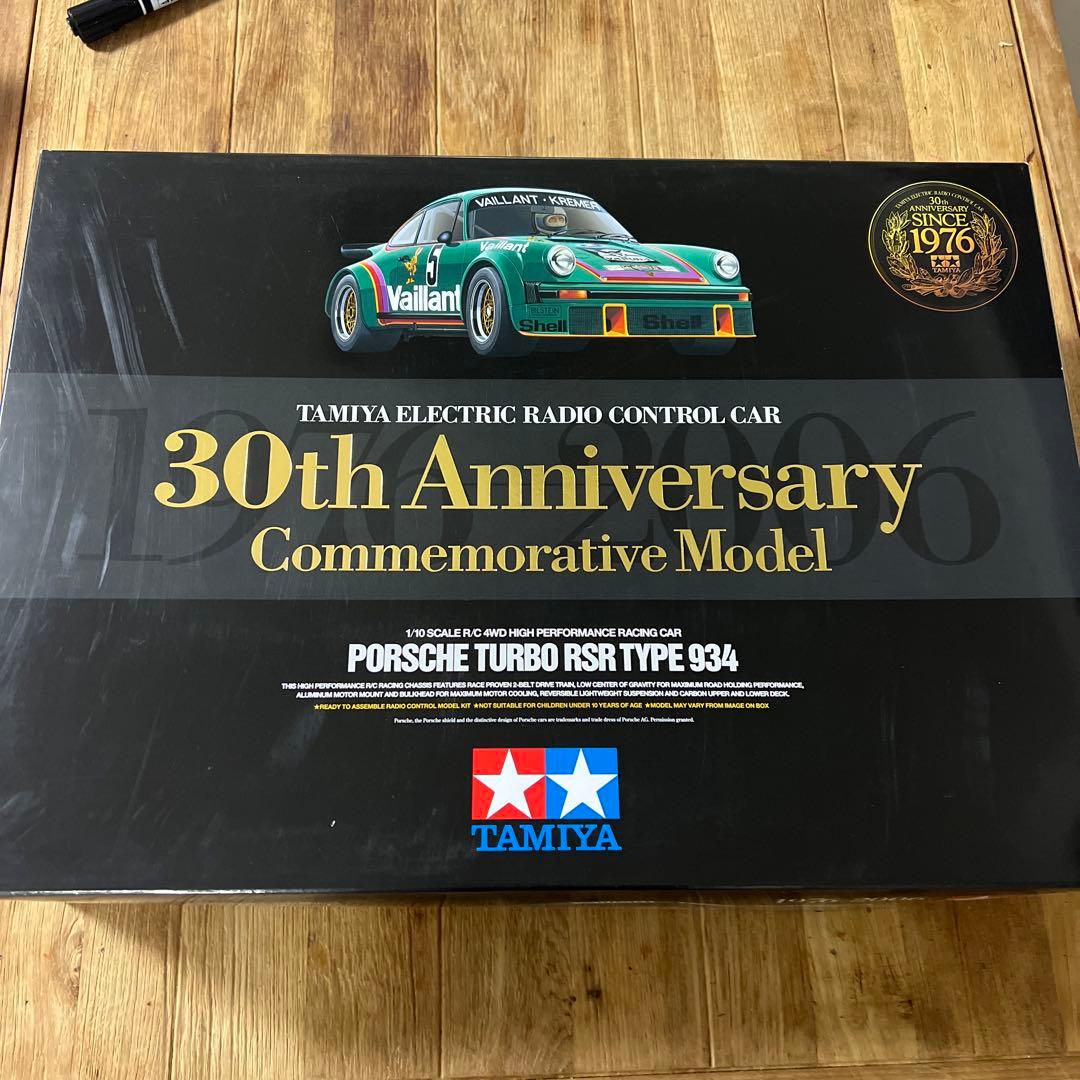 VAILLANT·KREMER
Vaillant
5
Vaillant
BILSTEIN
Shell
Shell
TAMIYA ELECTRIC RADIO CONTROL CAR
30th
ANNIVERSARY
SINCE
1976
TAMIYA
TAMIYA ELECTRIC RADIO CONTROL CAR
1976-2006
30th Anniversary
Commemorative Model
1/10 SCALE R/C 4WD HIGH PERFORMANCE RACING CAR
PORSCHE TURBO RSR TYPE 934
THIS HIGH PERFORMANCE R/C RACING CHASSIS FEATURES RACE PROVEN 2-BELT DRIVE TRAIN, LOW CENTER OF GRAVITY FOR MAXIMUM ROAD HOLDING PERFORMANCE,
ALUMINUM MOTOR MOUNT AND BULKHEAD FOR MAXIMUM MOTOR COOLING, REVERSIBLE LIGHTWEIGHT SUSPENSION AND CARBON UPPER AND LOWER DECK.
★READY TO ASSEMBLE RADIO CONTROL MODEL KIT ★NOT SUITABLE FOR CHILDREN UNDER 10 YEARS OF AGE ★MODEL MAY VARY FROM IMAGE ON BOX
Porsche, the Porsche shield and the distinctive design of Porsche cars are trademarks and trade dress of Porsche AG. Permission granted.
TAMIYA